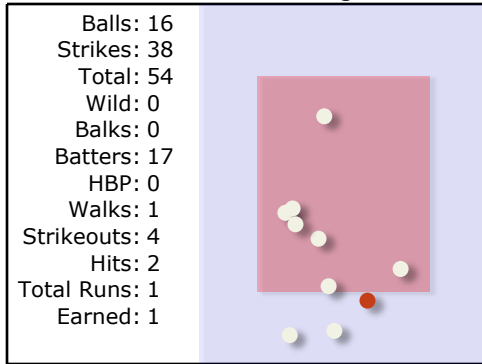 Balls: 16
Strikes: 38
Total: 54
Wild: 0
Balks: 0
Batters: 17
HBP: 0
Walks: 1
Strikeouts: 4
Hits: 2
Total Runs: 1
Earned: 1